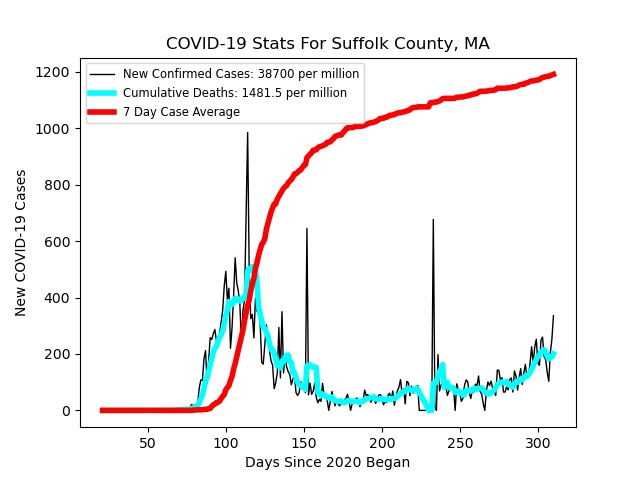 COVID-19 Stats For Suffolk County, MA
New Confirmed Cases: 38700 per million
Cumulative Deaths: 1481.5 per million
7 Day Case Average
New COVID-19 Cases
1200
1000
800
600
400
200
0
50 100 150 200 250 300
Days Since 2020 Began